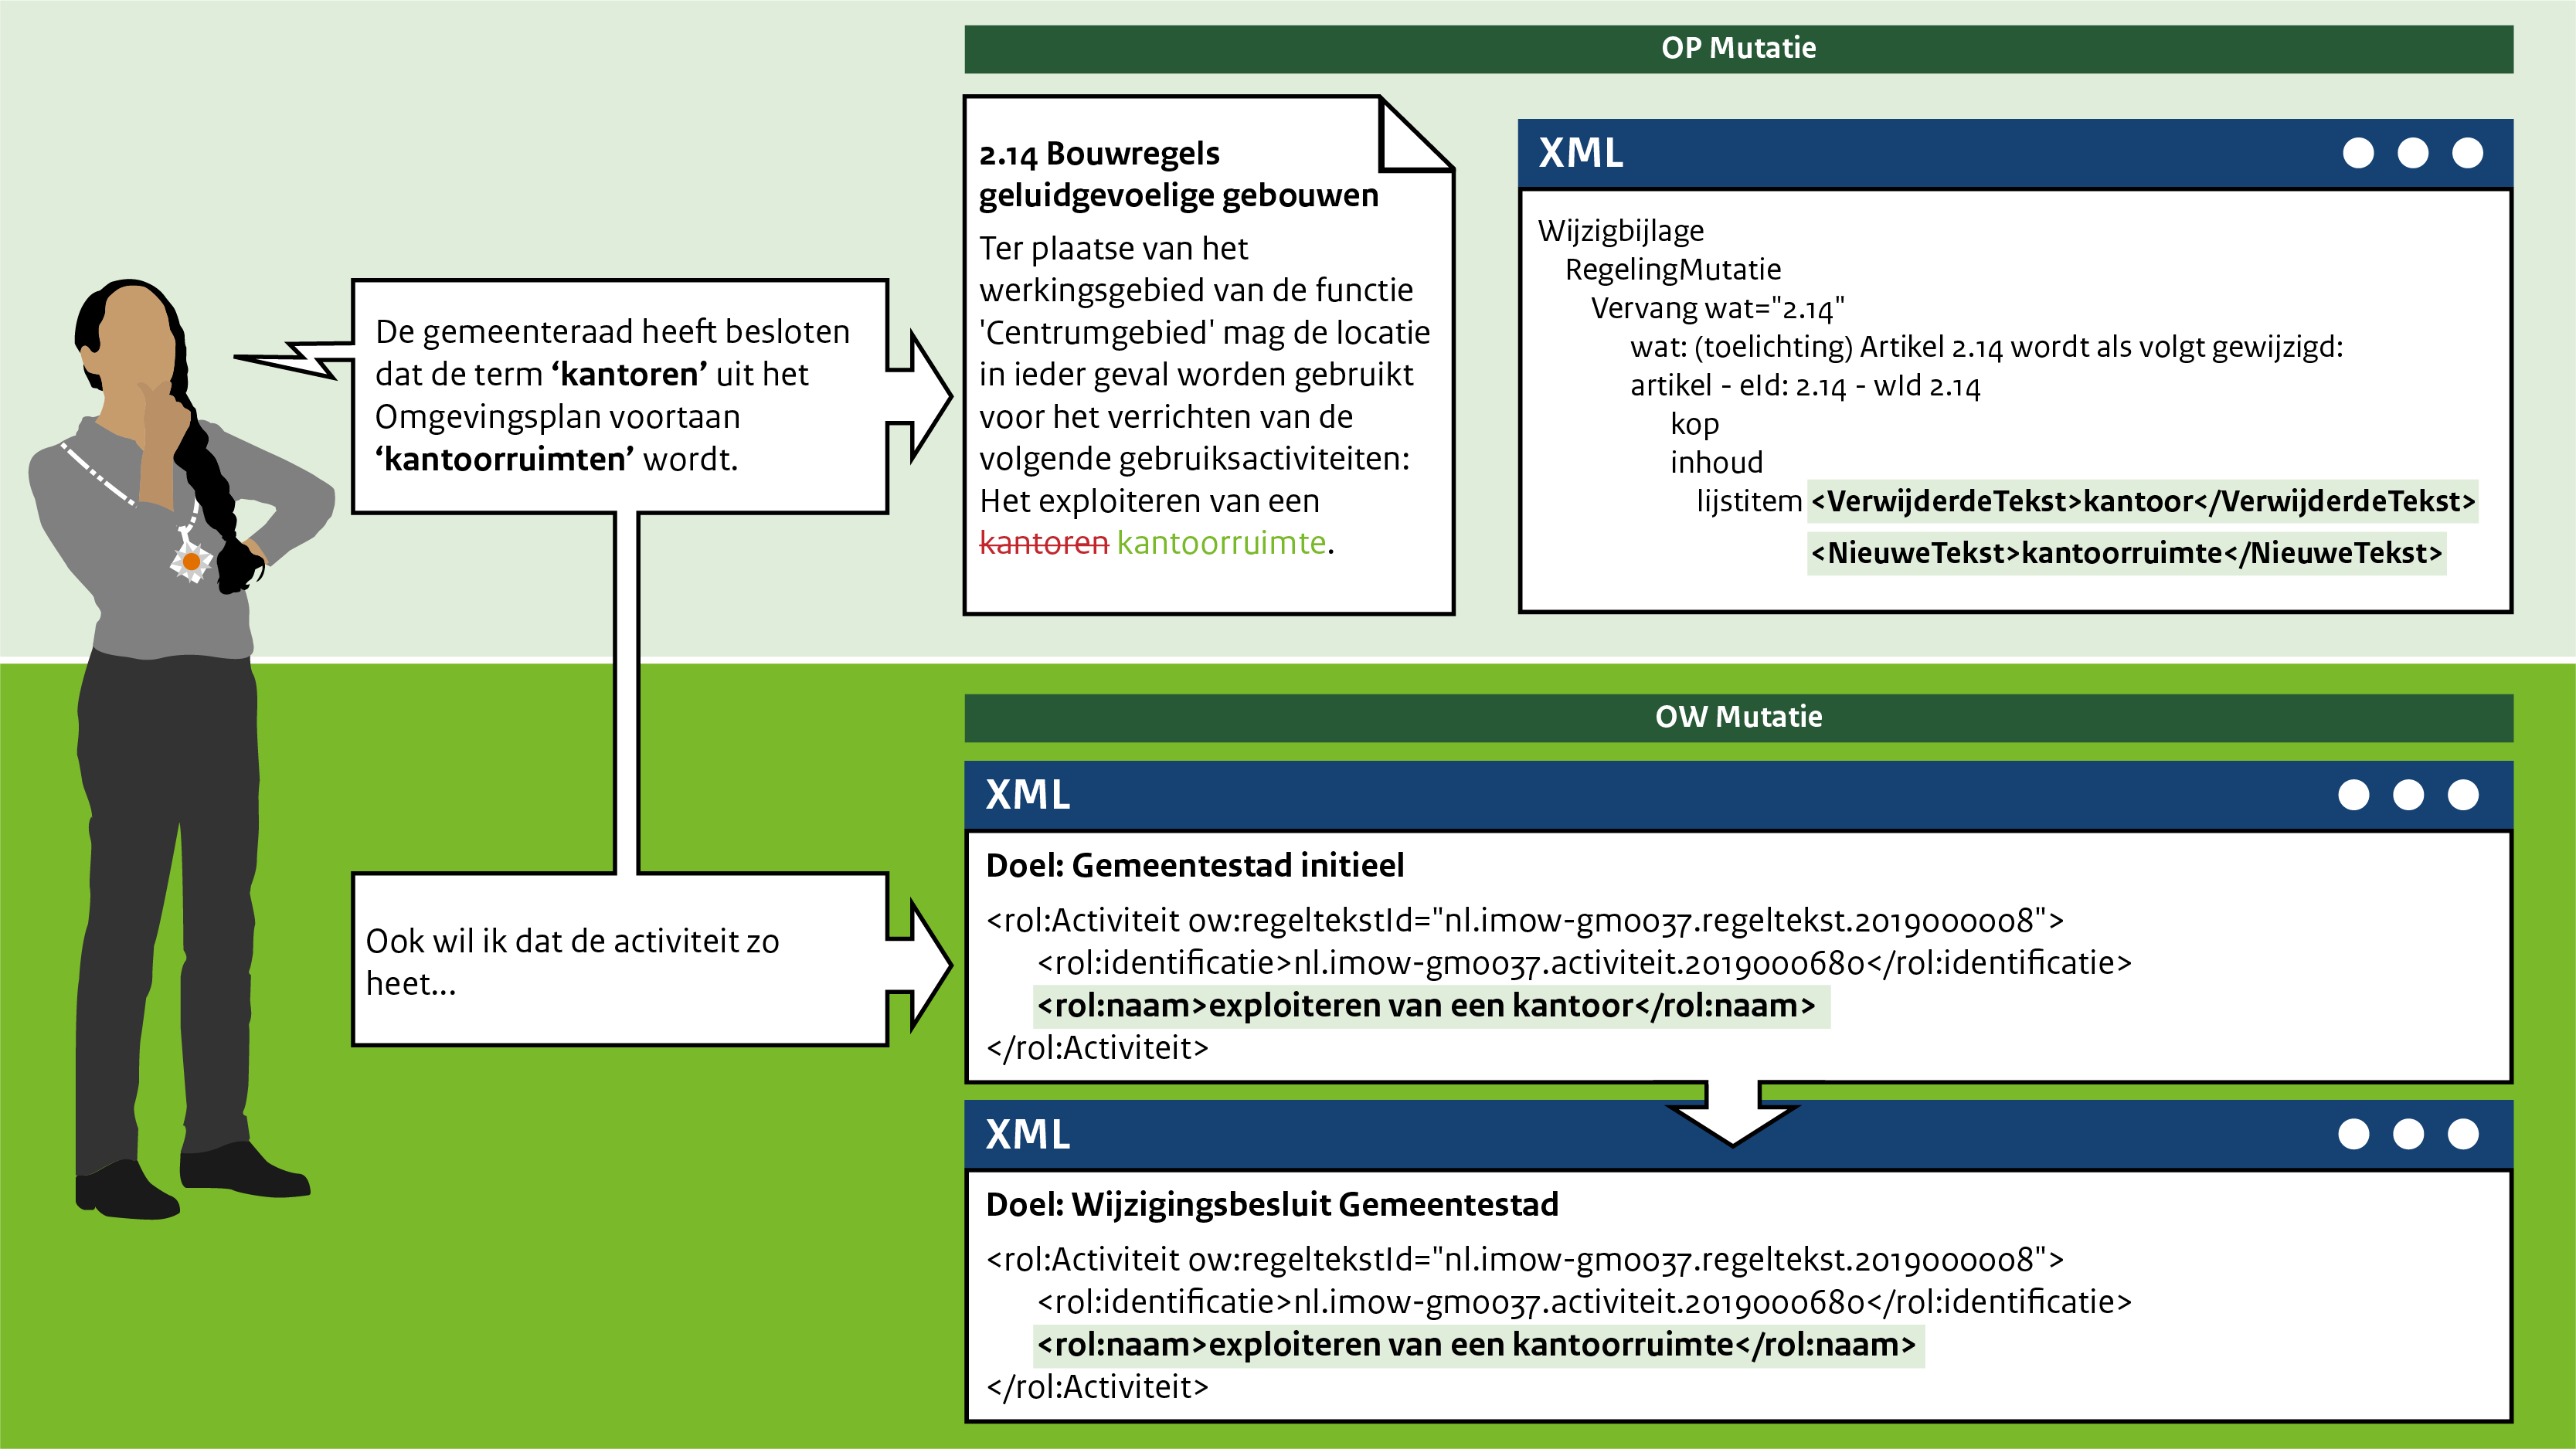 OP Mutatie
De gemeenteraad heeft besloten
dat de term ‘kantoren’ uit het
Omgevingsplan voortaan
‘kantoorruimten’ wordt.
2.14 Bouwregels
geluidgevoelige gebouwen
Ter plaatse van het
werkingsgebied van de functie
'Centrumgebied' mag de locatie
in ieder geval worden gebruikt
voor het verrichten van de
volgende gebruiksactiviteiten:
Het exploiteren van een
kantoren kantoorruimte.
XML
Wijzigbijlage
RegelingMutatie
Vervang wat="2.14"
wat: (toelichting) Artikel 2.14 wordt als volgt gewijzigd:
artikel - eId: 2.14 - wId 2.14
kop
inhoud
lijstitem <VerwijderdeTekst>kantoor</VerwijderdeTekst>
<NieuweTekst>kantoorruimte</NieuweTekst>
OW Mutatie
Ook wil ik dat de activiteit zo
heet...
XML
Doel: Gemeentestad initieel
<rol:Activiteit ow:regeltekstId="nl.imow-gm0037.regeltekst.2019000008">
<rol:identificatie>nl.imow-gm0037.activiteit.201900680</rol:identificatie>
<rol:naam>exploiteren van een kantoor</rol:naam>
</rol:Activiteit>
XML
Doel: Wijzigingsbesluit Gemeentestad
<rol:Activiteit ow:regeltekstId="nl.imow-gm0037.regeltekst.2019000008">
<rol:identificatie>nl.imow-gm0037.activiteit.201900680</rol:identificatie>
<rol:naam>exploiteren van een kantoorruimte</rol:naam>
</rol:Activiteit>